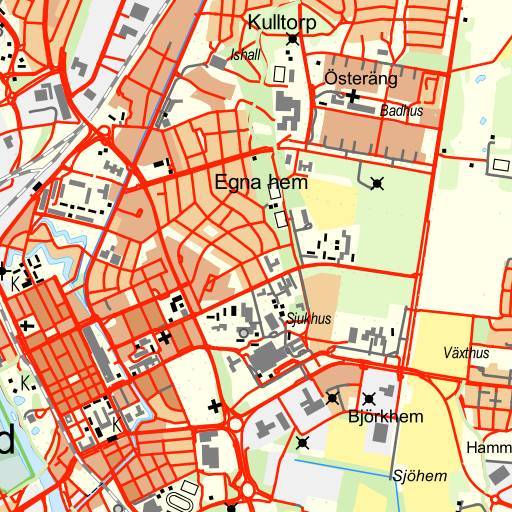 Kulltorp
Ishall
Österäng
Badhus
Egna hem
K
Sjukhus
Växthus
K.
Björkhem
K
d
Hamm
Sjöhem